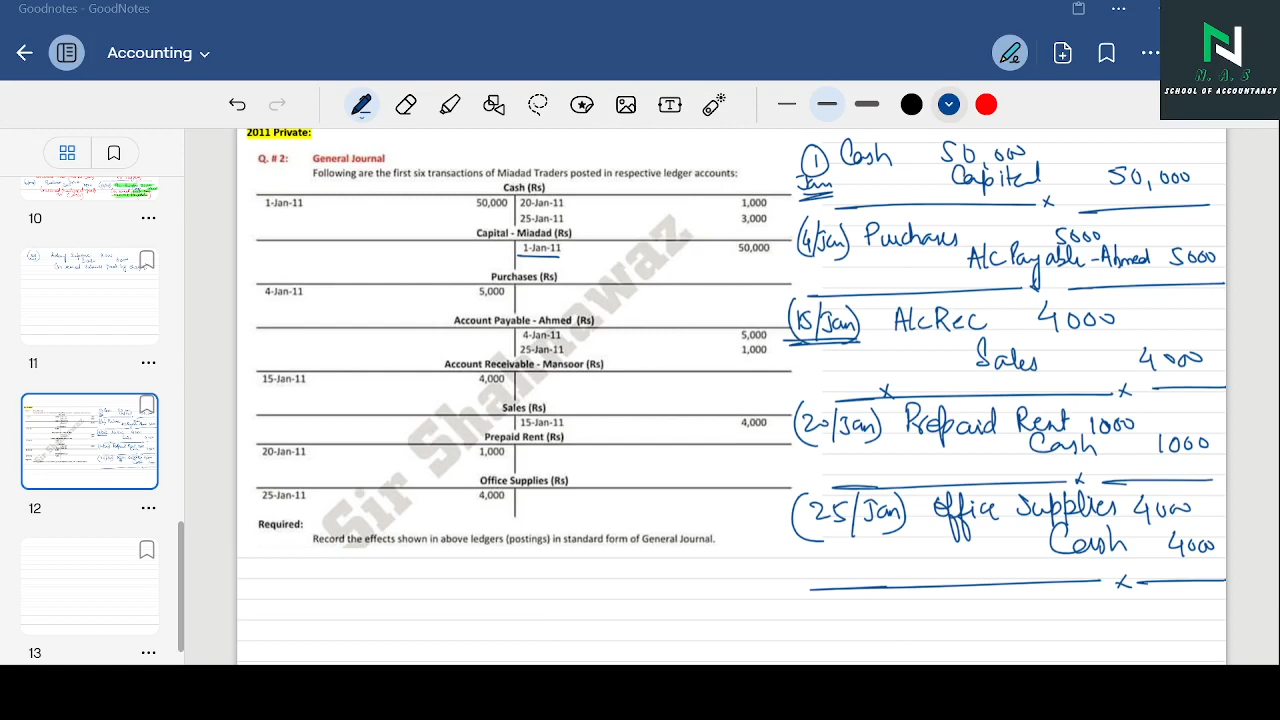 Goodnotes - GoodNotes
Accounting
N. A. S
SCHOOL OF ACCOUNTANCY
10
11
12
13
2011 Private:
Q. # 2: General Journal
Following are the first six transactions of Miadad Traders posted in respective ledger accounts:
Cash (Rs)
1-Jan-11 50,000 20-Jan-11 1,000
25-Jan-11 3,000
Capital - Miadad (Rs)
1-Jan-11 50,000
Purchases (Rs)
4-Jan-11 5,000
Account Payable - Ahmed (Rs)
4-Jan-11 5,000
25-Jan-11 1,000
Account Receivable - Mansoor (Rs)
15-Jan-11 4,000
Sales (Rs)
15-Jan-11 4,000
Prepaid Rent (Rs)
20-Jan-11 1,000
Office Supplies (Rs)
25-Jan-11 4,000
Required:
Record the effects shown in above ledgers (postings) in standard form of General Journal.
Sir Shahnawaz
1 Cash 50,000
Jan Capital 50,000
(4/Jan) Purchases 5000
A/c Payable-Ahmed 5000
(15/Jan) A/c Rec 4000
Sales 4000
(20/Jan) Prepaid Rent 1000
Cash 1000
(25/Jan) Office Supplies 4000
Cash 4000